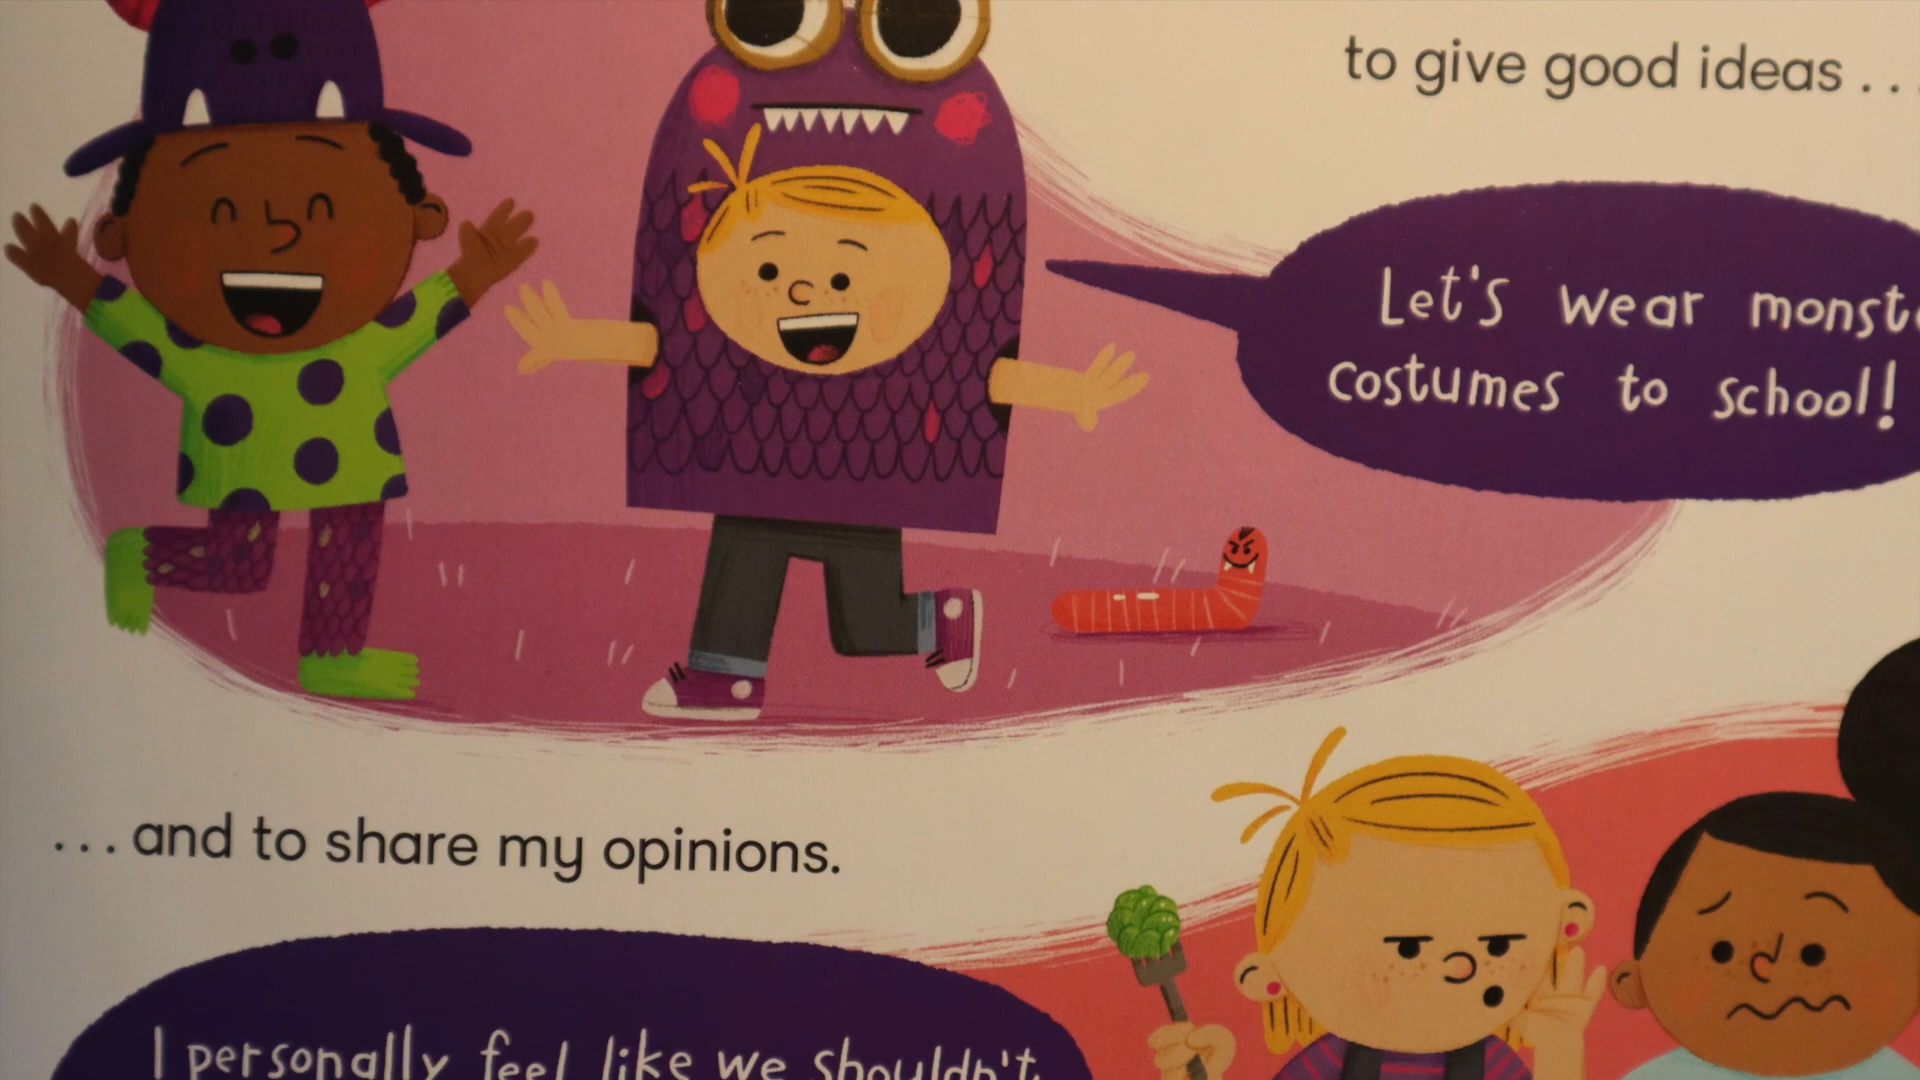 to give good ideas . . .
Let's wear
costumes to school!
. . . and to share my opinions.
I personally feel like we shouldn't